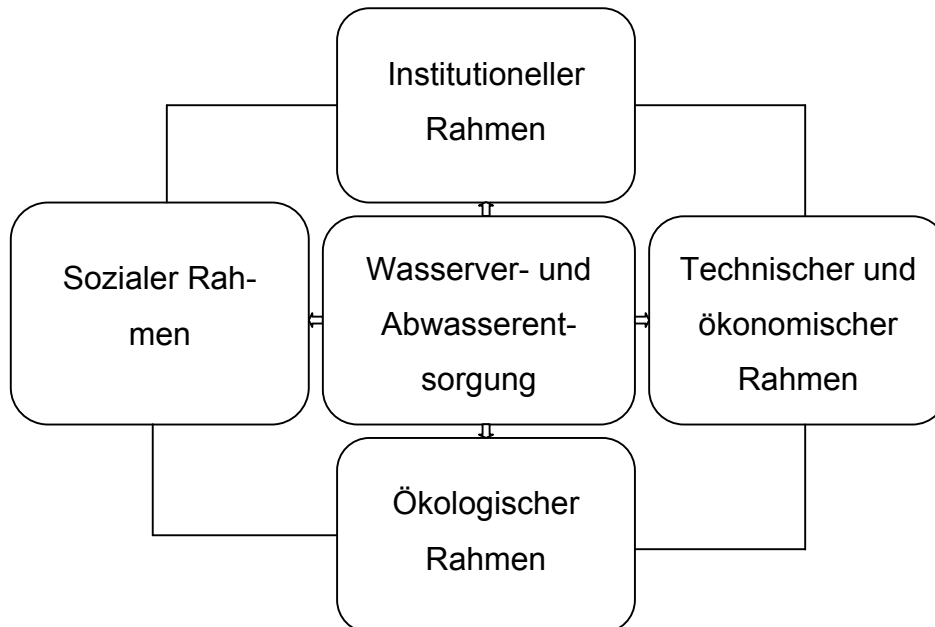 Institutioneller
Rahmen
Sozialer Rah-
men
Wasserver- und
Abwasserent-
sorgung
Technischer und
ökonomischer
Rahmen
Ökologischer
Rahmen